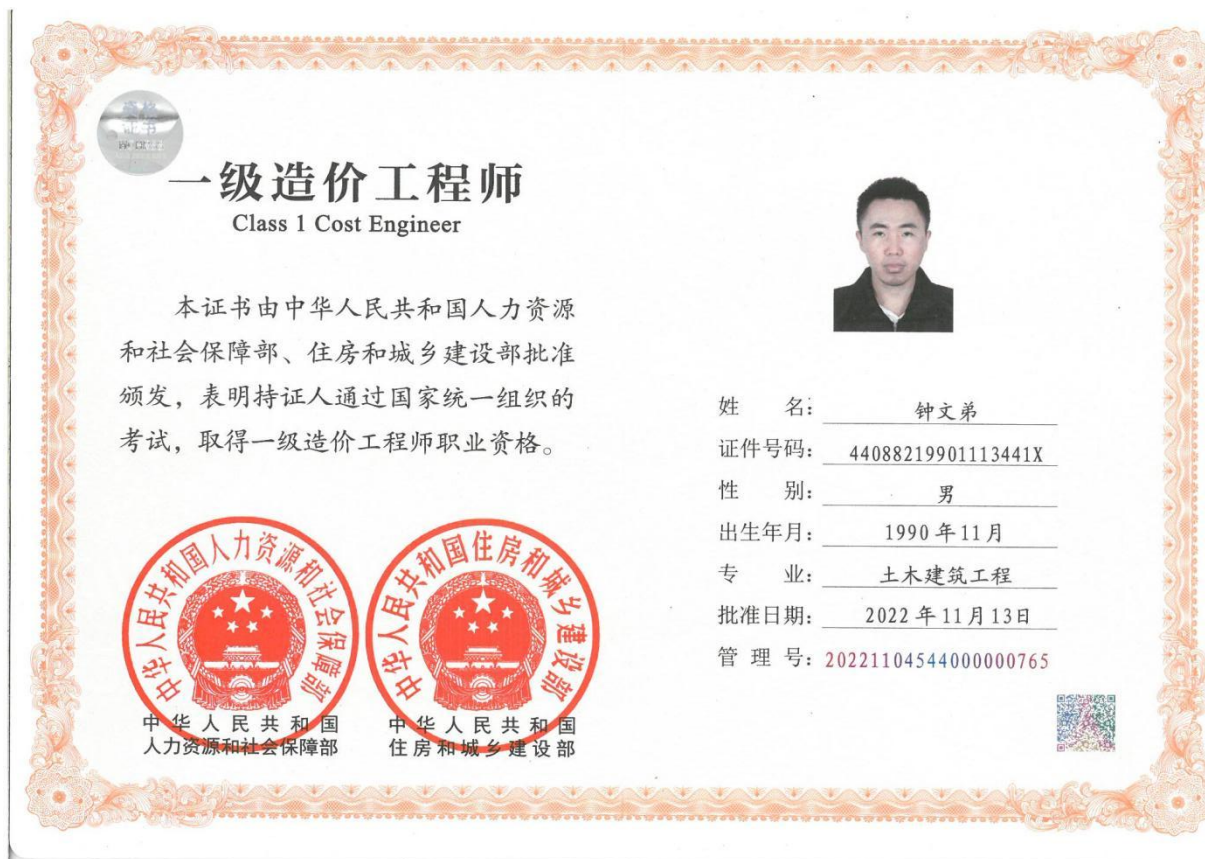 一级造价工程师
Class 1 Cost Engineer
本证书由中华人民共和国人力资源
和社会保障部、住房和城乡建设部批准
颁发，表明持证人通过国家统一组织的
考试，取得一级造价工程师职业资格。
中华人民共和国人力资源和社会保障部
中华人民共和国
人力资源和社会保障部
中华人民共和国住房和城乡建设部
中华人民共和国
住房和城乡建设部
姓 名： 钟文弟
证件号码： 44088219901113441X
性 别： 男
出生年月： 1990年11月
专 业： 土木建筑工程
批准日期： 2022年11月13日
管 理 号：20221104544000000765